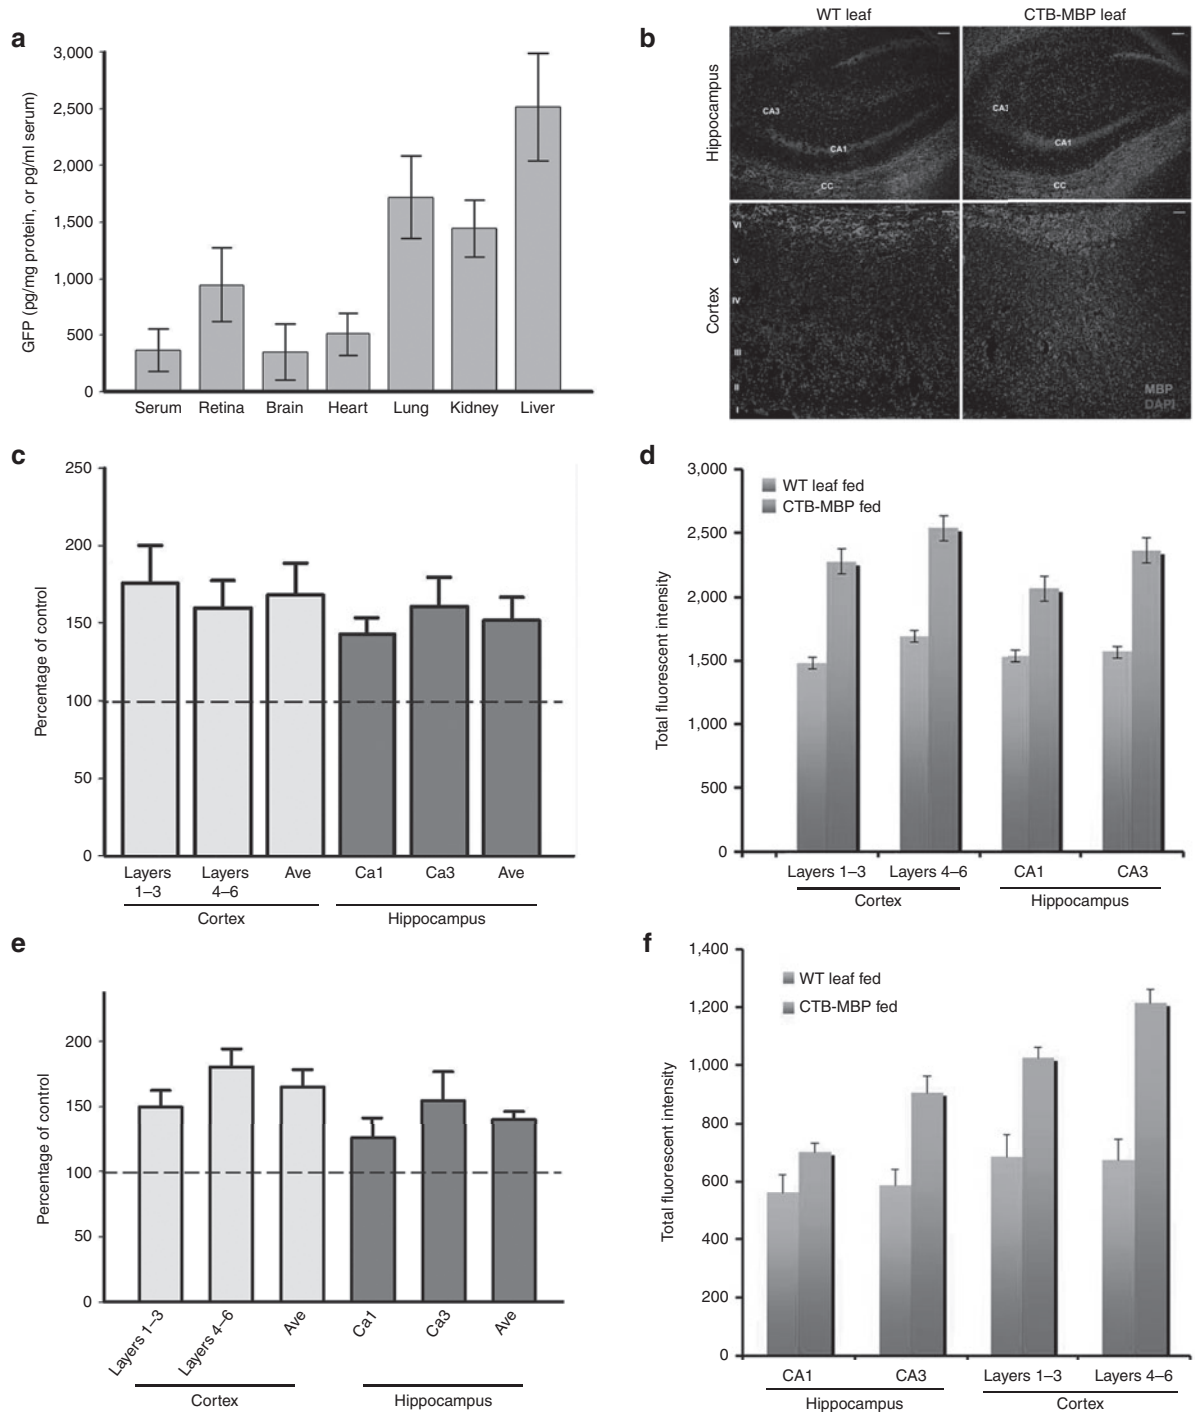 a
3,000
2,500
2,000
1,500
1,000
500
0
GFP (pg/mg protein, or pg/ml serum)
Serum Retina Brain Heart Lung Kidney Liver
b
WT leaf CTB-MBP leaf
Hippocampus
CA3
CA1
CC
CA1
CC
Cortex
VI
V
IV
III
II
I
MBP
DAPI
c
250
200
150
100
50
0
Percentage of control
Layers 1–3
Layers 4–6
Ave
Ca1
Ca3
Ave
Cortex
Hippocampus
d
3,000
2,500
2,000
1,500
1,000
500
0
Total fluorescent intensity
WT leaf fed
CTB-MBP fed
Layers 1–3 Layers 4–6 CA1 CA3
Cortex Hippocampus
e
200
150
100
50
0
Percentage of control
Layers 1–3
Layers 4–6
Ave
Ca1
Ca3
Ave
Cortex Hippocampus
f
1,400
1,200
1,000
800
600
400
200
0
Total fluorescent intensity
WT leaf fed
CTB-MBP fed
CA1 CA3 Layers 1–3 Layers 4–6
Hippocampus Cortex